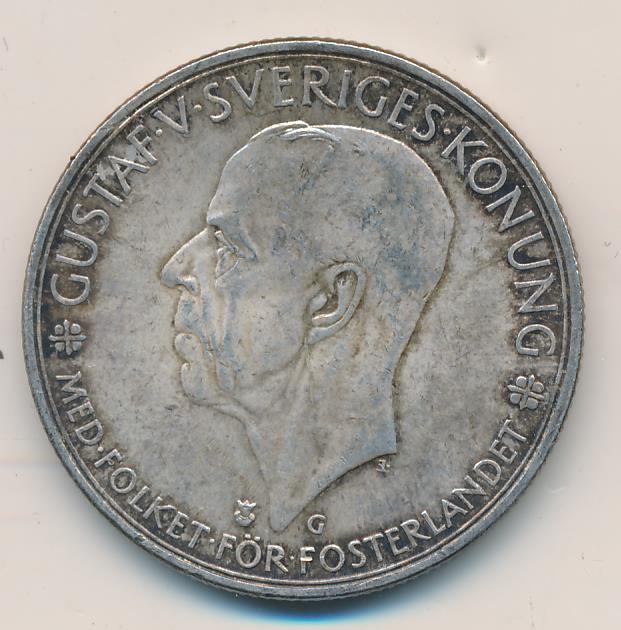 GUSTAF·V·SVERIGES·KONUNG
MED·FOLKET·FÖR·FOSTERLANDET
G